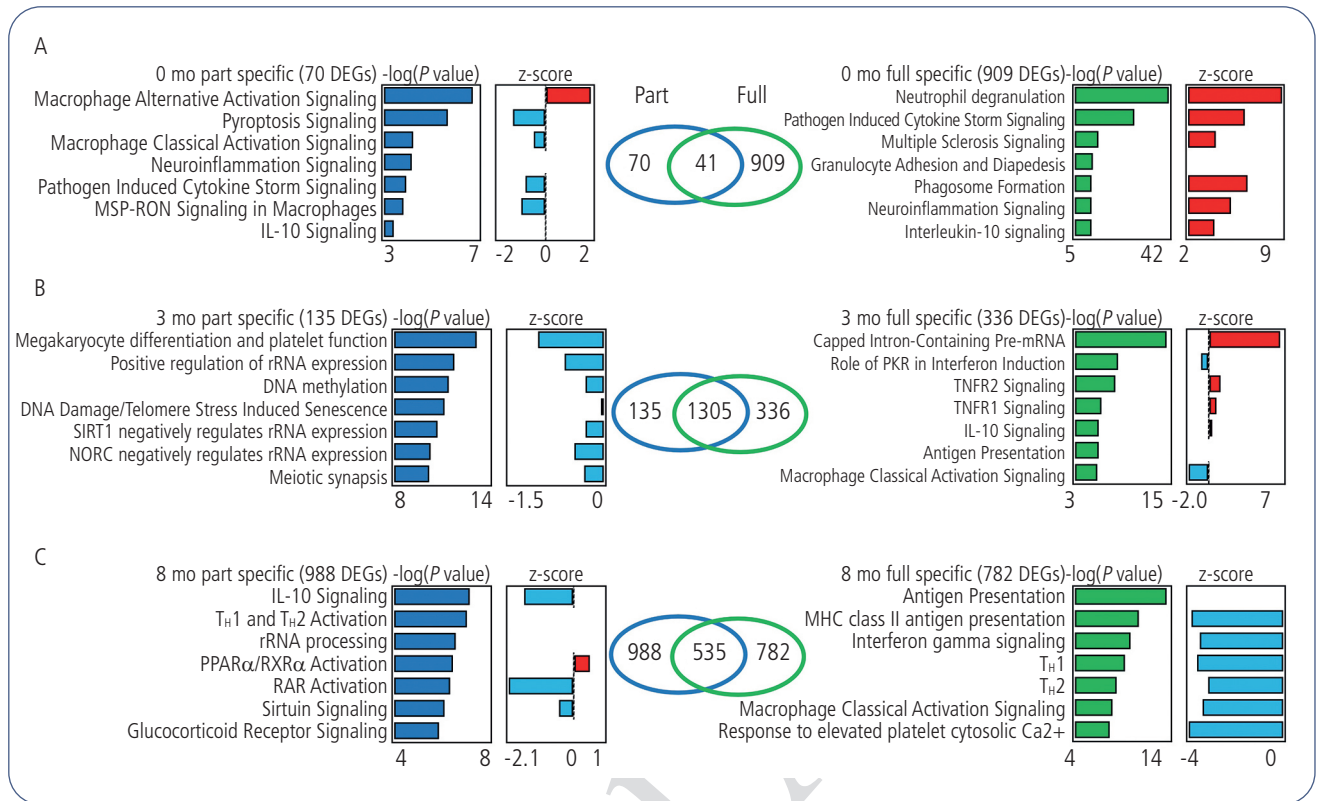 A
0 mo part specific (70 DEGs) -log(P value) z-score
Macrophage Alternative Activation Signaling
Pyroptosis Signaling
Macrophage Classical Activation Signaling
Neuroinflammation Signaling
Pathogen Induced Cytokine Storm Signaling
MSP-RON Signaling in Macrophages
IL-10 Signaling
3 7 -2 0 2
Part Full
70 41 909
0 mo full specific (909 DEGs)-log(P value) z-score
Neutrophil degranulation
Pathogen Induced Cytokine Storm Signaling
Multiple Sclerosis Signaling
Granulocyte Adhesion and Diapedesis
Phagosome Formation
Neuroinflammation Signaling
Interleukin-10 signaling
5 42 2 9
B
3 mo part specific (135 DEGs) -log(P value) z-score
Megakaryocyte differentiation and platelet function
Positive regulation of rRNA expression
DNA methylation
DNA Damage/Telomere Stress Induced Senescence
SIRT1 negatively regulates rRNA expression
NORC negatively regulates rRNA expression
Meiotic synapsis
8 14 -1.5 0
135 1305 336
3 mo full specific (336 DEGs)-log(P value) z-score
Capped Intron-Containing Pre-mRNA
Role of PKR in Interferon Induction
TNFR2 Signaling
TNFR1 Signaling
IL-10 Signaling
Antigen Presentation
Macrophage Classical Activation Signaling
3 15 -2.0 7
C
8 mo part specific (988 DEGs) -log(P value) z-score
IL-10 Signaling
TH1 and TH2 Activation
rRNA processing
PPARα/RXRα Activation
RAR Activation
Sirtuin Signaling
Glucocorticoid Receptor Signaling
4 8 -2.1 0 1
988 535 782
8 mo full specific (782 DEGs)-log(P value) z-score
Antigen Presentation
MHC class II antigen presentation
Interferon gamma signaling
TH1
TH2
Macrophage Classical Activation Signaling
Response to elevated platelet cytosolic Ca2+
4 14 -4 0